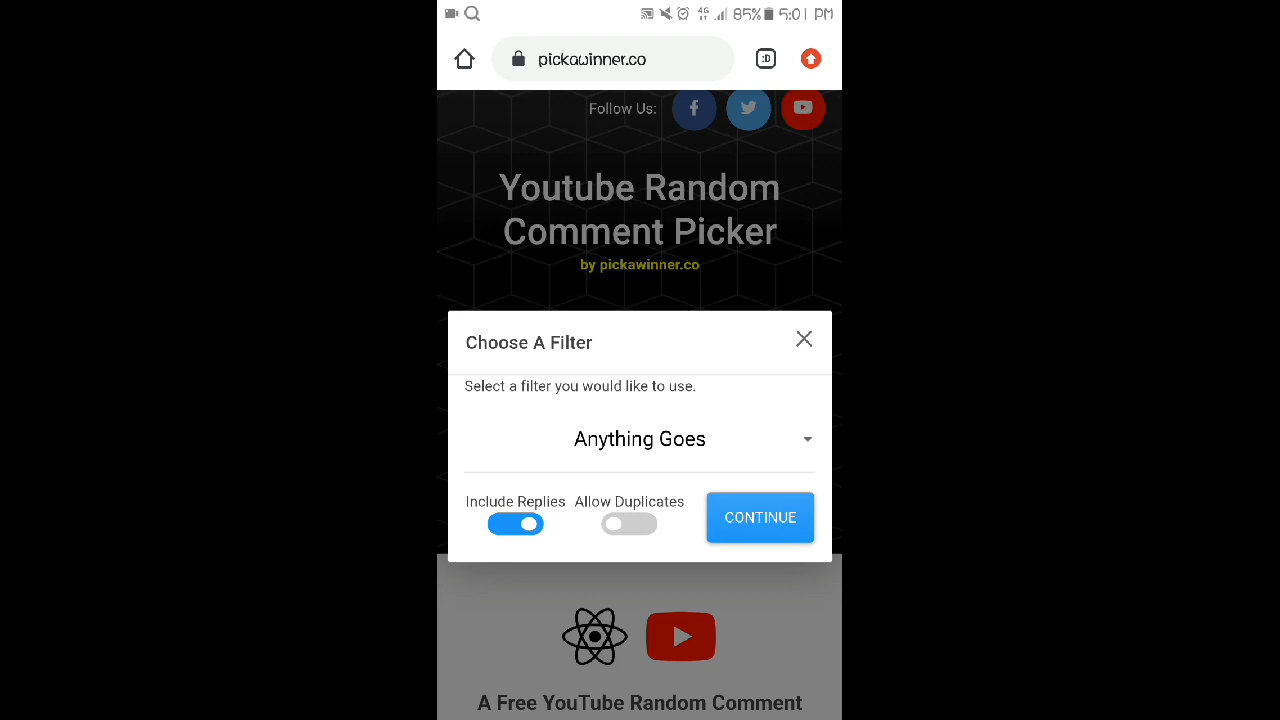 4G 85% 5:01 PM
pickawinner.co :D
Follow Us:
Youtube Random
Comment Picker
by pickawinner.co
Choose A Filter
Select a filter you would like to use.
Anything Goes
Include Replies Allow Duplicates
CONTINUE
A Free YouTube Random Comment